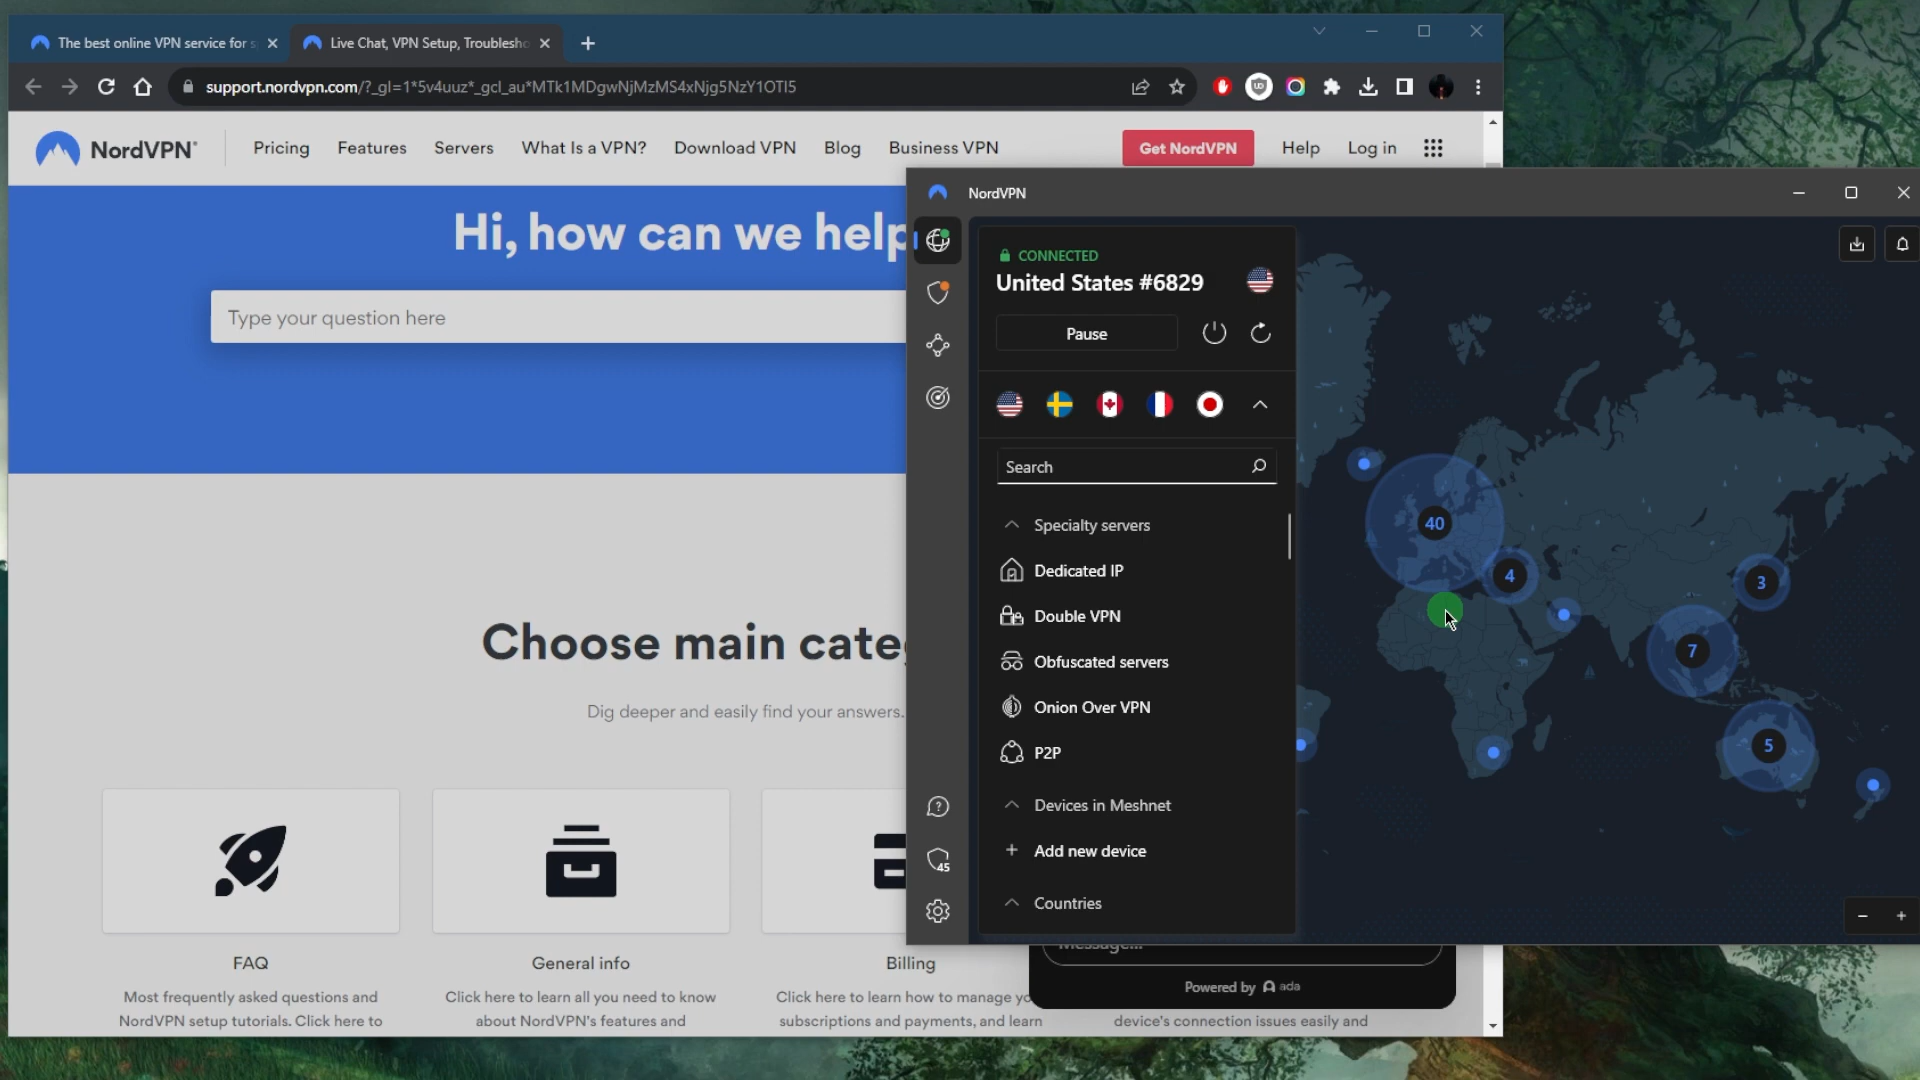 The best online VPN service for s
Live Chat, VPN Setup, Troublesho
support.nordvpn.com/?_gl=1*5v4uuz*_gcl_au*MTk1MDgwNjMzMS4xNjg5NzY1OTI5
NordVPN®
Pricing
Features
Servers
What Is a VPN?
Download VPN
Blog
Business VPN
Get NordVPN
Help
Log in
Hi, how can we help
Type your question here
Choose main cate
Dig deeper and easily find your answers.
FAQ
Most frequently asked questions and
NordVPN setup tutorials. Click here to
General info
Click here to learn all you need to know
about NordVPN's features and
Billing
Click here to learn how to manage yo
subscriptions and payments, and learn
device's connection issues easily and
Message...
Powered by ada
NordVPN
CONNECTED
United States #6829
Pause
Search
Specialty servers
Dedicated IP
Double VPN
Obfuscated servers
Onion Over VPN
P2P
Devices in Meshnet
+ Add new device
Countries
45
40
4
3
7
5